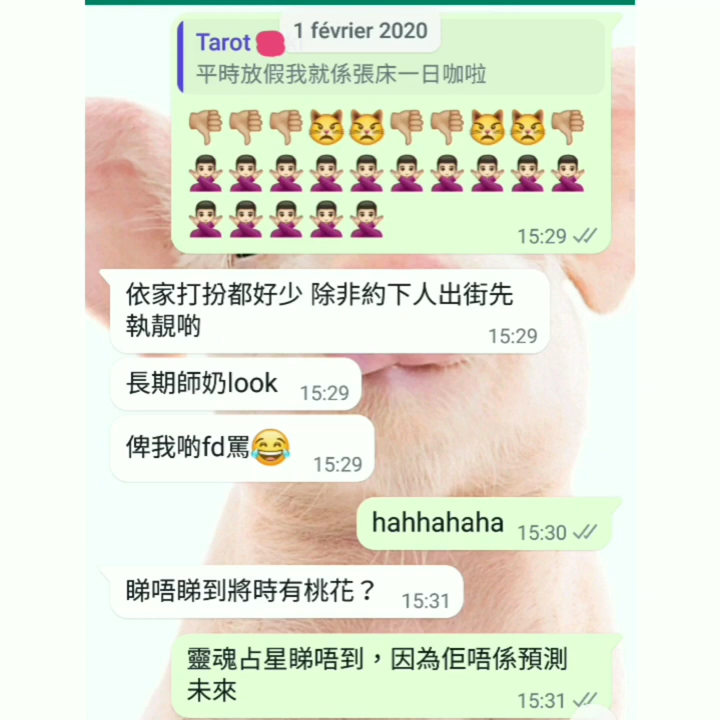 1 février 2020
Tarot
平時放假我就係張床一日咖啦
👎🏼👎🏼👎🏼😾😾👎🏼👎🏼😾😾👎🏼
🙅🏻‍♂️🙅🏻‍♂️🙅🏻‍♂️🙅🏻‍♂️🙅🏻‍♂️🙅🏻‍♂️🙅🏻‍♂️🙅🏻‍♂️🙅🏻‍♂️🙅🏻‍♂️
🙅🏻‍♂️🙅🏻‍♂️🙅🏻‍♂️🙅🏻‍♂️🙅🏻‍♂️
15:29
依家打扮都好少 除非約下人出街先
執靚啲
15:29
長期師奶look 15:29
俾我啲fd罵😂 15:29
hahhahaha 15:30
睇唔睇到將時有桃花？ 15:31
靈魂占星睇唔到，因為佢唔係預測
未來
15:31